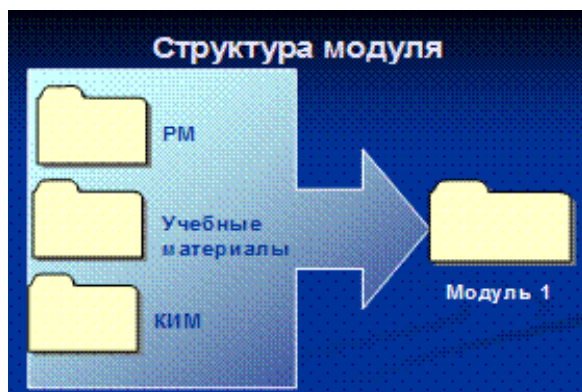 Структура модуля
РМ
Учебные
материалы
КИМ
Модуль 1